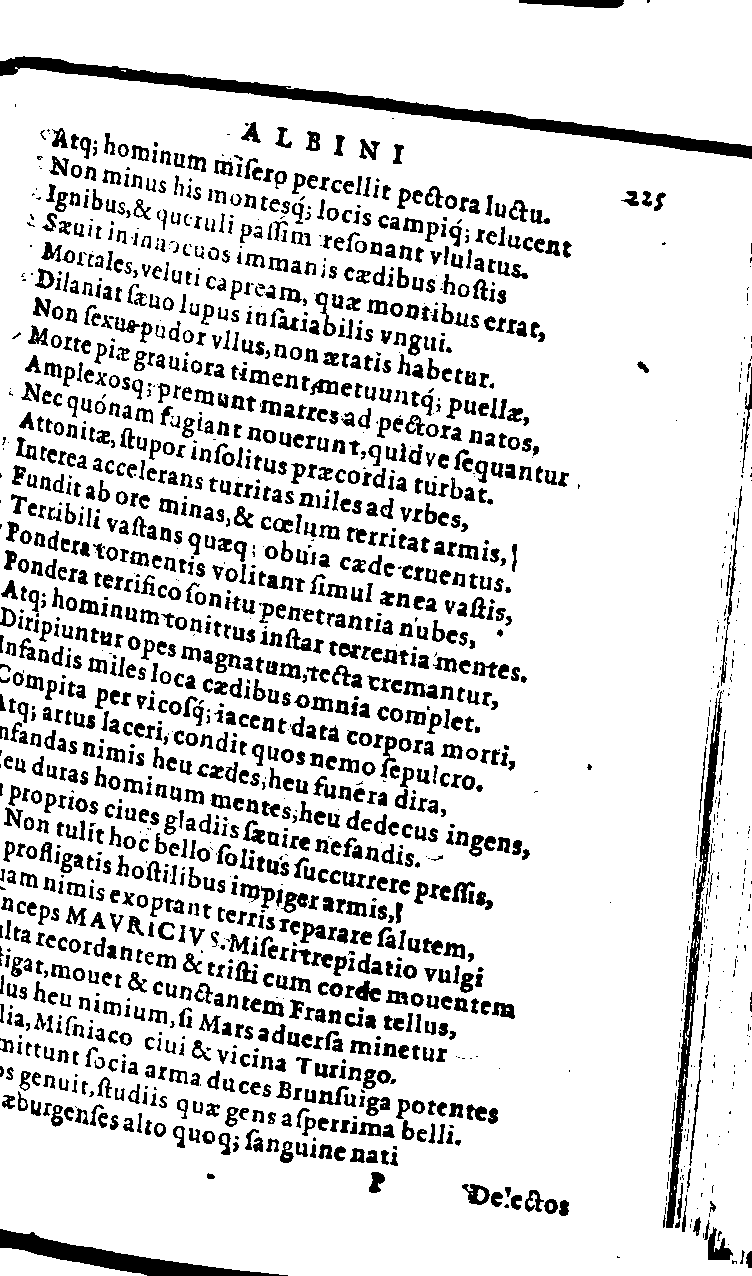 ALBINI
225
Atq; hominum miſero percellit pectora luctu.
Non minus his montesq́; locis campiq́; relucent
Ignibus, & queruli paſſim reſonant vlulatus.
Sæuit in innocuos immanis cædibus hoſtis
Mortales, veluti capream, quæ montibus errat,
Dilaniat ſæuo lupus inſatiabilis vngui.
Non ſexus pudor vllus, non ætatis habetur.
Morte piæ grauiora timent, metuuntq́; puellæ,
Amplexosq; premunt matres ad pectora natos,
Nec quónam fugiant nouerunt, quidve ſequantur
Attonitæ, ſtupor inſolitus præcordia turbat.
Interea accelerans turritas miles ad vrbes,
Fundit ab ore minas, & cœlum territat armis,
Terribili vaſtans quæq; obuia cæde cruentus.
Pondera tormentis volitant ſimul ænea vaſtis,
Pondera terrifico ſonitu penetrantia nubes,
Atq; hominum tonitrus inſtar terrentia mentes.
Diripiuntur opes magnatum, tecta cremantur,
Infandis miles loca cædibus omnia complet.
Compita per vicoſq́; iacent data corpora morti,
Atq; artus laceri, condit quos nemo ſepulcro.
nfandas nimis heu cædes, heu funera dira,
eu duras hominum mentes, heu dedecus ingens,
proprios ciues gladiis ſæuire nefandis.
Non tulit hoc bello ſolitus ſuccurrere preſſis,
profligatis hoſtilibus impiger armis,
uam nimis exoptant terris reparare ſalutem,
nceps MAVRICIVS. Miſeri trepidatio vulgi
ulta recordantem & triſti cum corde mouentem
tigat, mouet & cunctantem Francia tellus,
lus heu nimium, ſi Mars aduerſa minetur
lia, Miſniaco ciui & vicina Turingo.
mittunt ſocia arma duces Brunſuiga potentes
os genuit, ſtudiis quæ gens aſperrima belli.
æburgenſes alto quoq; ſanguine nati
P
Delectos